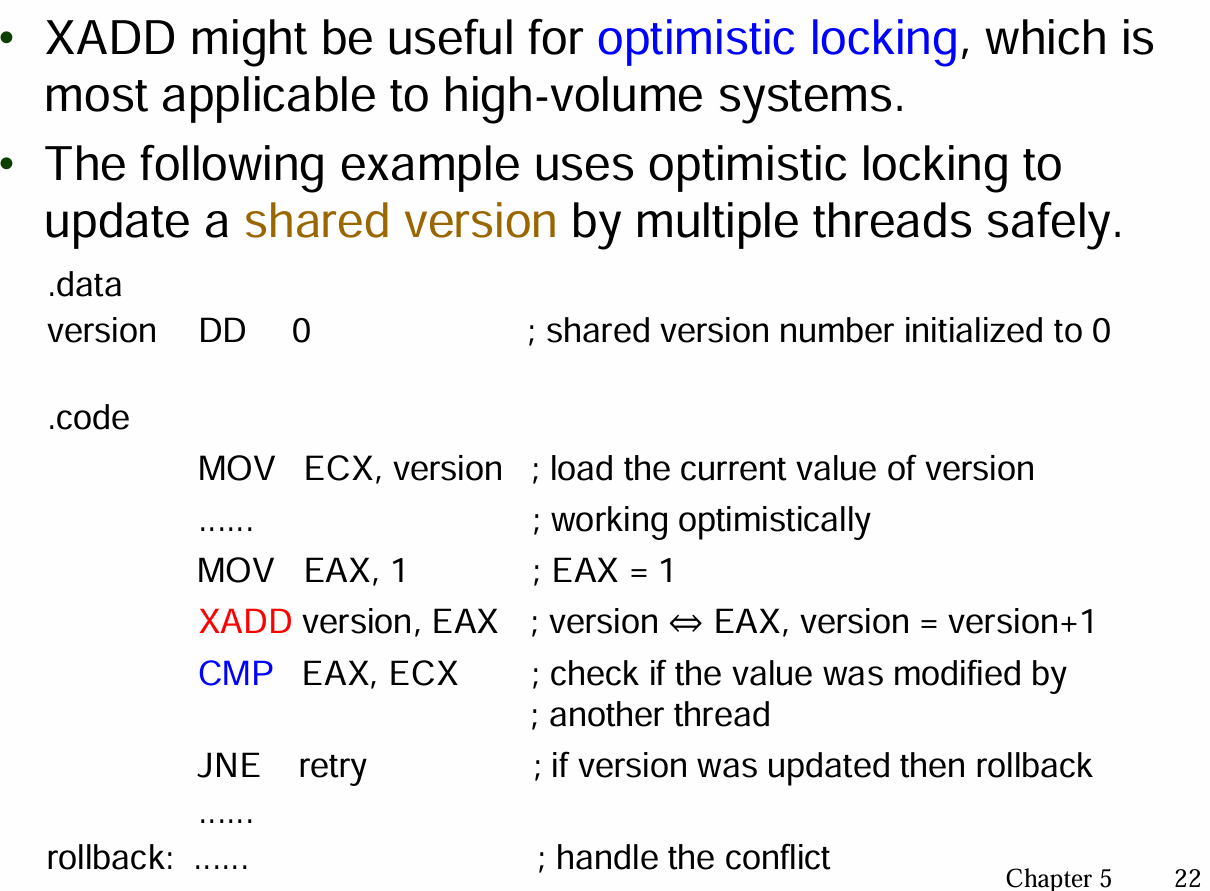 • XADD might be useful for optimistic locking, which is
most applicable to high-volume systems.
• The following example uses optimistic locking to
update a shared version by multiple threads safely.
.data
version DD 0 ; shared version number initialized to 0
.code
MOV ECX, version ; load the current value of version
...... ; working optimistically
MOV EAX, 1 ; EAX = 1
XADD version, EAX ; version ⇔ EAX, version = version+1
CMP EAX, ECX ; check if the value was modified by
; another thread
JNE retry ; if version was updated then rollback
......
rollback: ...... ; handle the conflict
Chapter 5 22